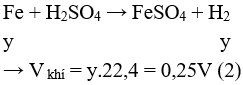 Fe + H2SO4 → FeSO4 + H2
y y
→ V khí = y.22,4 = 0,25V (2)